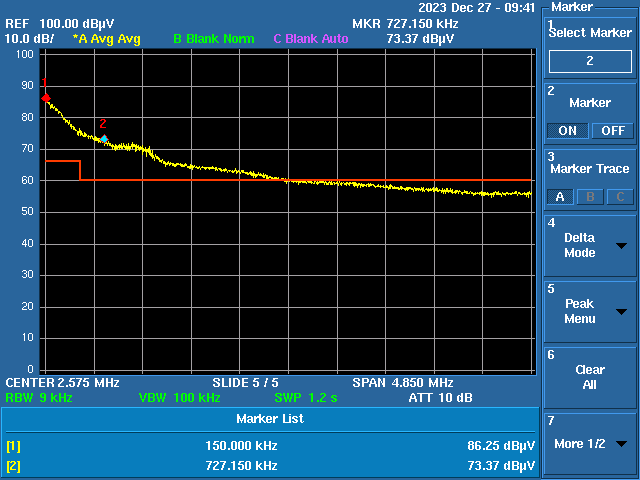 2023 Dec 27 - 09:41
Marker
REF 100.00 dBµV
MKR 727.150 kHz
10.0 dB/ *A Avg Avg B Blank Norm C Blank Auto 73.37 dBµV
100
90
80
70
60
50
40
30
20
10
0
1
2
CENTER 2.575 MHz SLIDE 5 / 5 SPAN 4.850 MHz
RBW 9 kHz VBW 100 kHz SWP 1.2 s ATT 10 dB
Marker List
[1] 150.000 kHz 86.25 dBµV
[2] 727.150 kHz 73.37 dBµV
1
Select Marker
2
2
Marker
ON OFF
3
Marker Trace
A B C
4
Delta
Mode
5
Peak
Menu
6
Clear
All
7
More 1/2